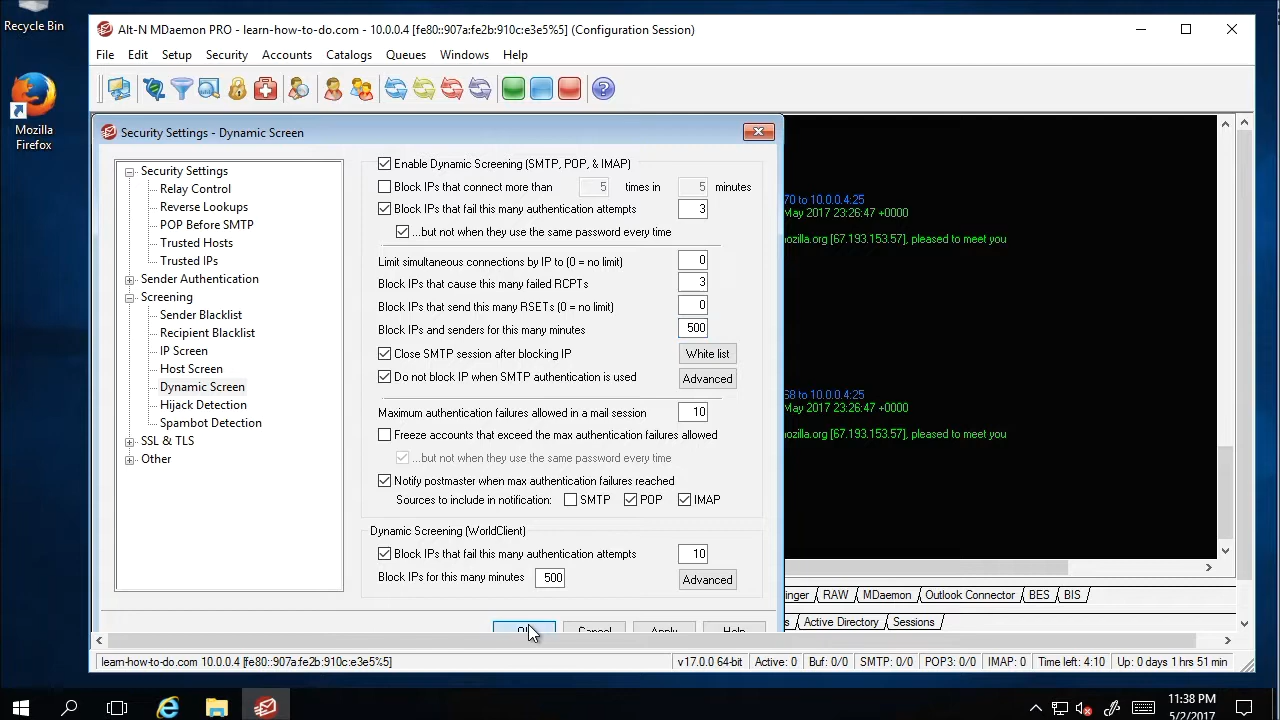 Recycle Bin
Mozilla
Firefox
Alt-N MDaemon PRO - learn-how-to-do.com - 10.0.0.4 [fe80::907a:fe2b:910c:e3e5%5] (Configuration Session)
File Edit Setup Security Accounts Catalogs Queues Windows Help
Security Settings - Dynamic Screen
Security Settings
Relay Control
Reverse Lookups
POP Before SMTP
Trusted Hosts
Trusted IPs
Sender Authentication
Screening
Sender Blacklist
Recipient Blacklist
IP Screen
Host Screen
Dynamic Screen
Hijack Detection
Spambot Detection
SSL & TLS
Other
Enable Dynamic Screening (SMTP, POP, & IMAP)
Block IPs that connect more than 5 times in 5 minutes
Block IPs that fail this many authentication attempts 3
...but not when they use the same password every time
Limit simultaneous connections by IP to (0 = no limit) 0
Block IPs that cause this many failed RCPTs 3
Block IPs that send this many RSETs (0 = no limit) 0
Block IPs and senders for this many minutes 500
Close SMTP session after blocking IP White list
Do not block IP when SMTP authentication is used Advanced
Maximum authentication failures allowed in a mail session 10
Freeze accounts that exceed the max authentication failures allowed
...but not when they use the same password every time
Notify postmaster when max authentication failures reached
Sources to include in notification: SMTP POP IMAP
Dynamic Screening (WorldClient)
Block IPs that fail this many authentication attempts 10
Block IPs for this many minutes 500 Advanced
Cancel Apply Help
70 to 10.0.0.4:25
May 2017 23:26:47 +0000
ozilla.org [67.193.153.57], pleased to meet you
68 to 10.0.0.4:25
May 2017 23:26:47 +0000
ozilla.org [67.193.153.57], pleased to meet you
inger RAW MDaemon Outlook Connector BES BIS
s Active Directory Sessions
learn-how-to-do.com 10.0.0.4 [fe80::907a:fe2b:910c:e3e5%5] v17.0.0 64-bit Active: 0 Buf: 0/0 SMTP: 0/0 POP3: 0/0 IMAP: 0 Time left: 4:10 Up: 0 days 1 hrs 51 min
11:38 PM
5/2/2017